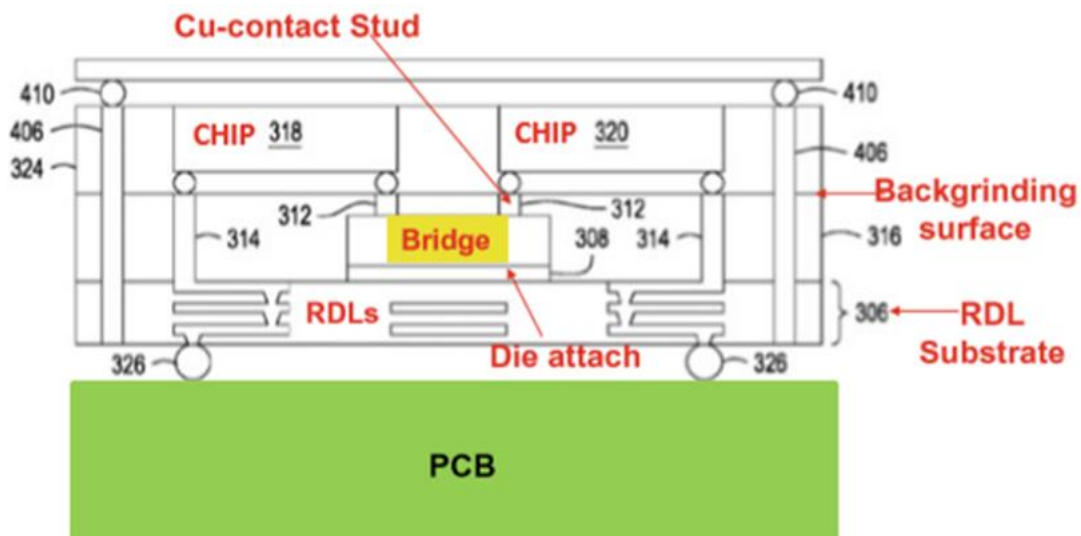 Cu-contact Stud
410
410
406
CHIP 318
CHIP 320
406
324
Backgrinding
surface
312
312
314
Bridge
308
314
316
RDLs
306
RDL
Substrate
Die attach
326
326
PCB